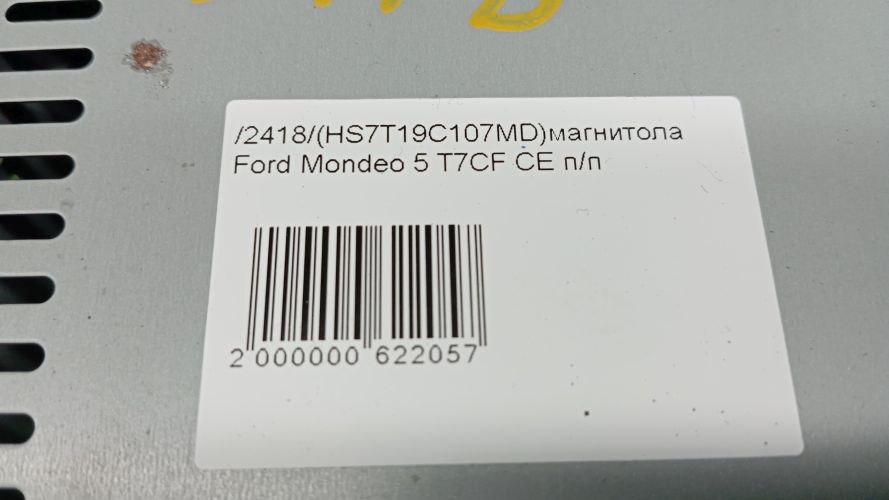 /2418/(HS7T19C107MD)магнитола
Ford Mondeo 5 T7CF CE п/п
2 000000 622057